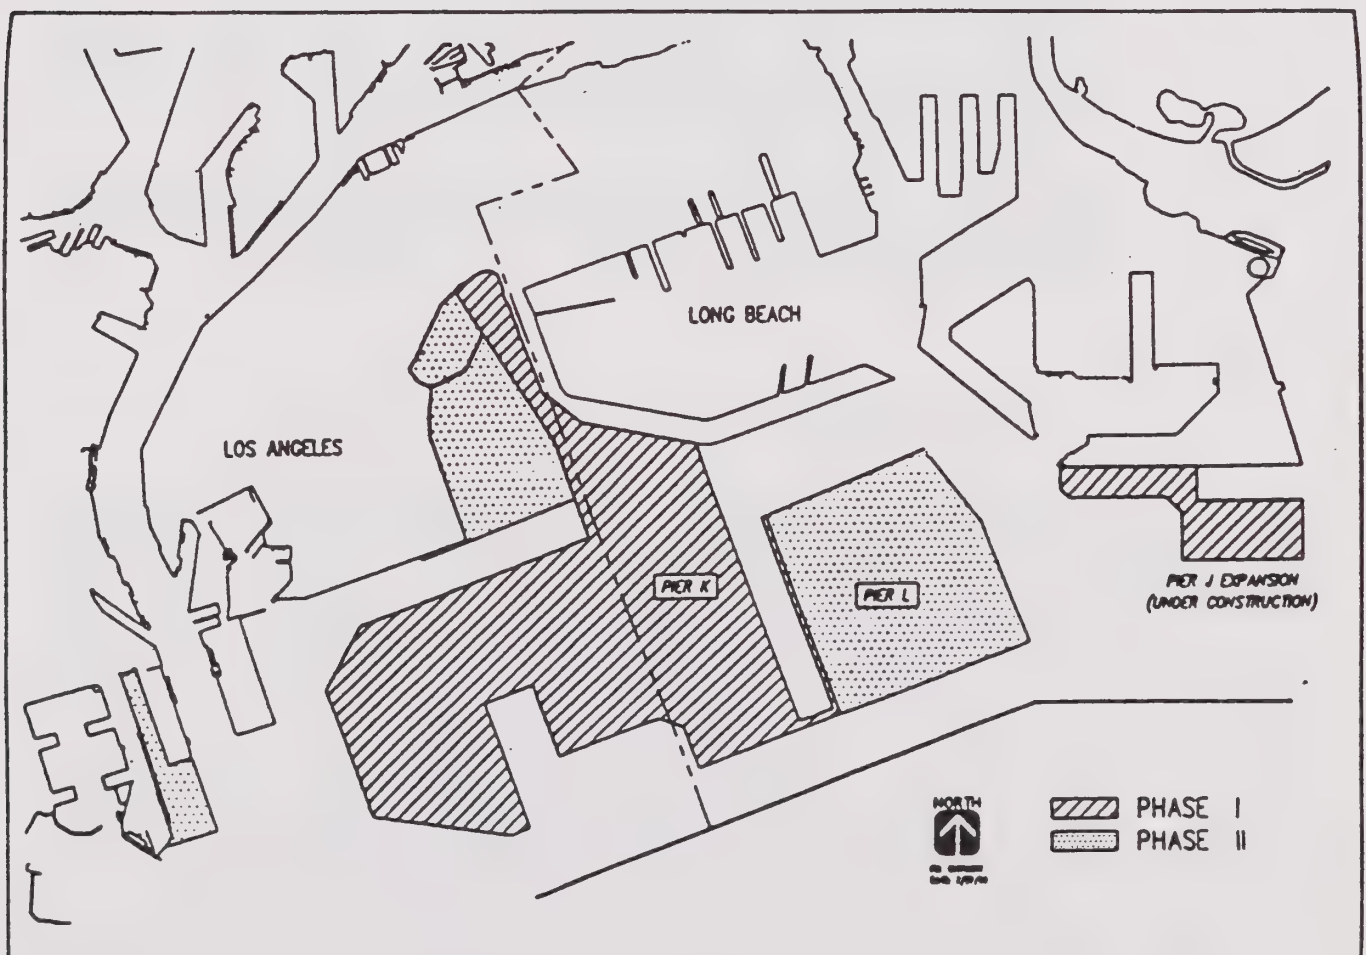 LONG BEACH
LOS ANGELES
PIER K
PIER L
PIER J EXPANSION
(UNDER CONSTRUCTION)
NORTH
PHASE I
PHASE II